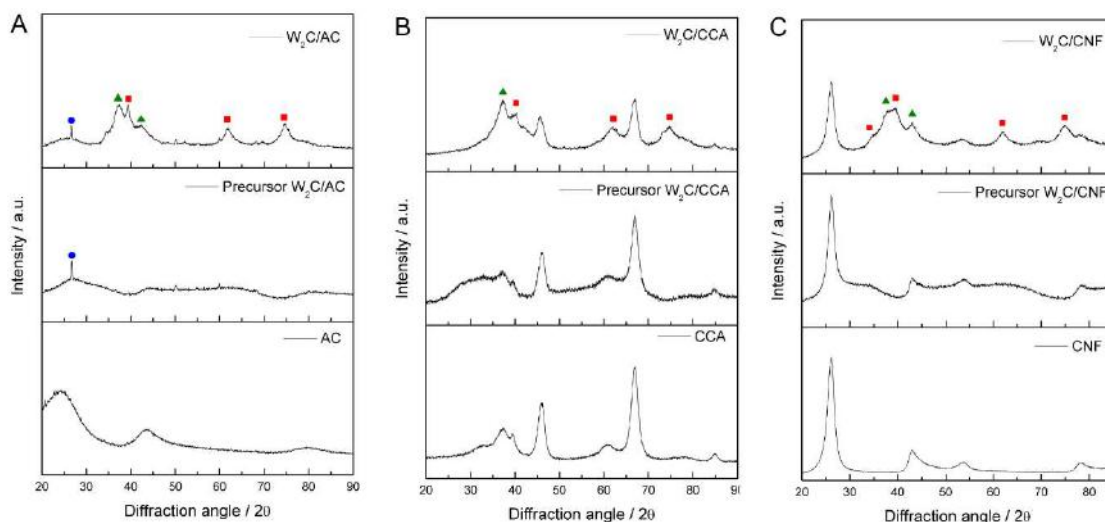 A
W₂C/AC
Precursor W₂C/AC
AC
Intensity / a.u.
20 30 40 50 60 70 80 90
Diffraction angle / 2θ
B
W₂C/CCA
Precursor W₂C/CCA
CCA
Intensity / a.u.
20 30 40 50 60 70 80 90
Diffraction angle / 2θ
C
W₂C/CNF
Precursor W₂C/CNF
CNF
Intensity / a.u.
20 30 40 50 60 70 80
Diffraction angle / 2θ